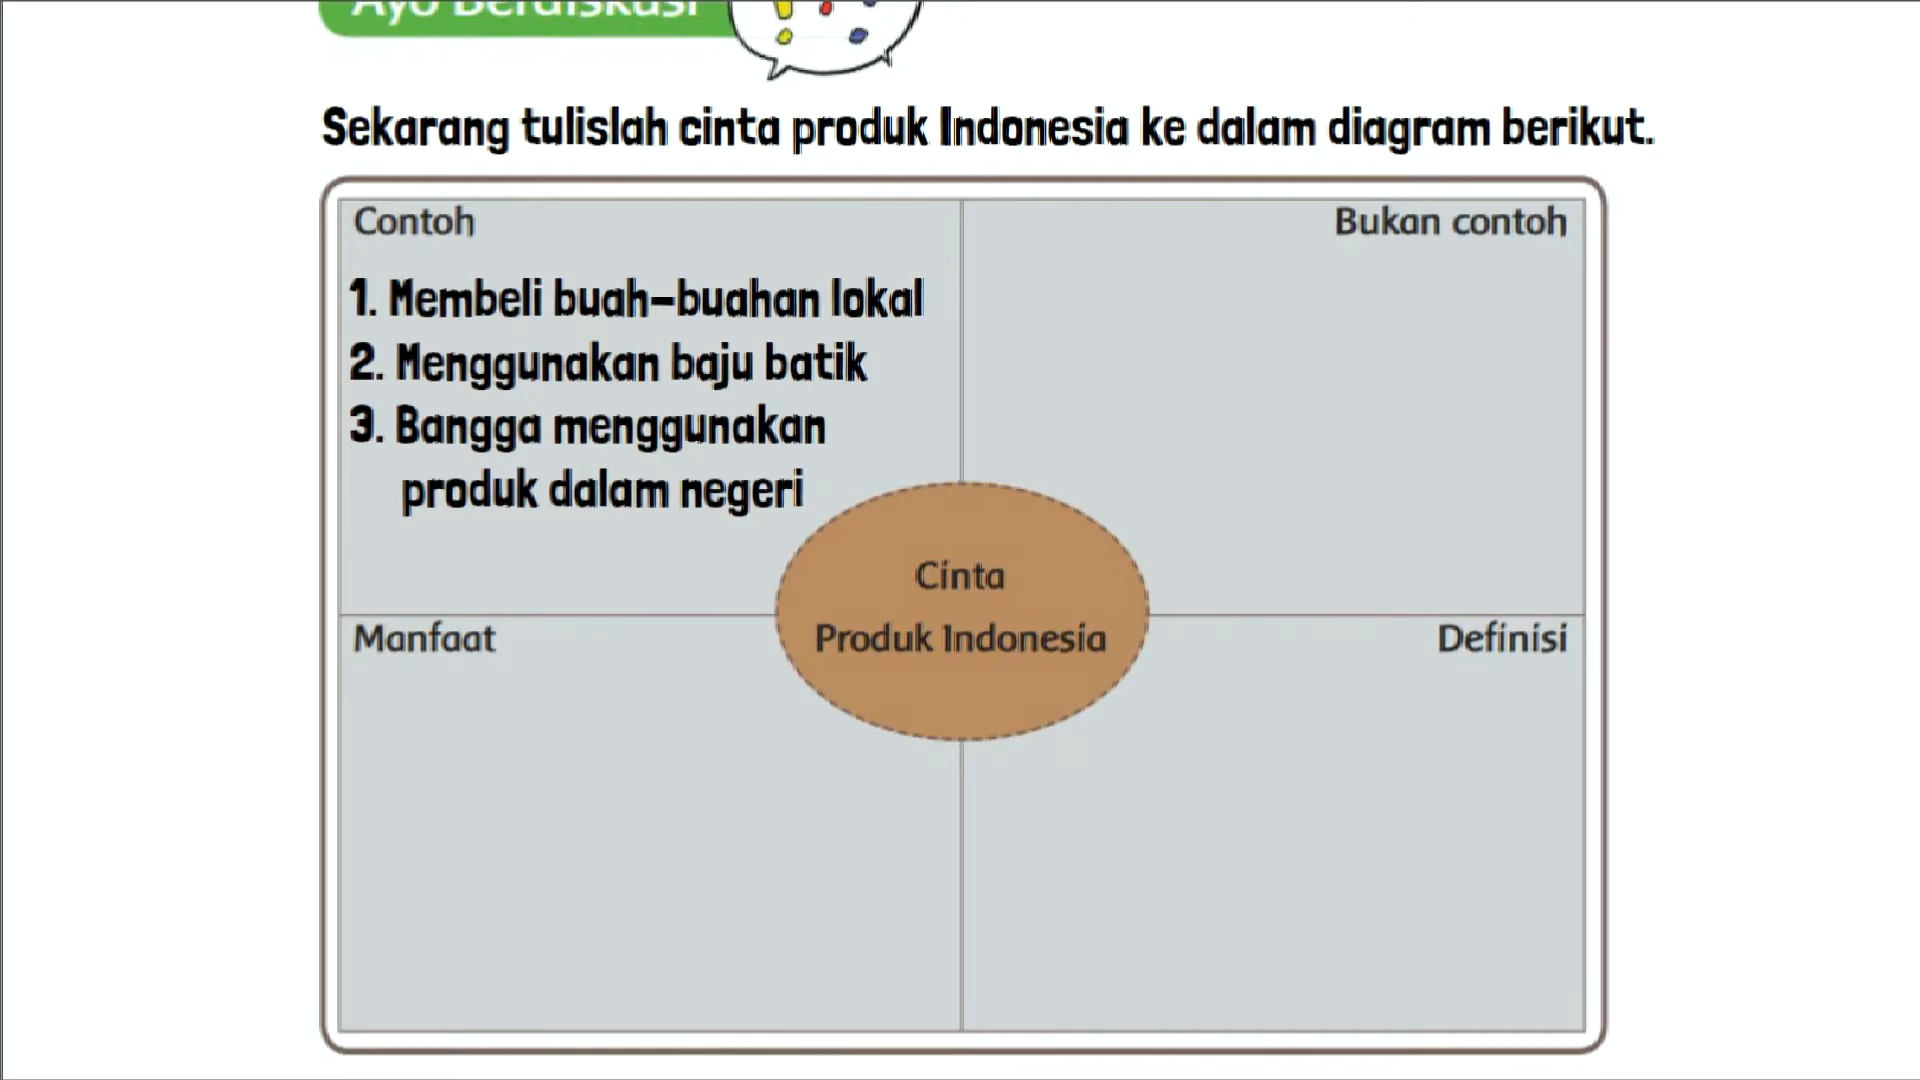 Ayo Berdiskusi
Sekarang tulislah cinta produk Indonesia ke dalam diagram berikut.
Contoh
Bukan contoh
1. Membeli buah-buahan lokal
2. Menggunakan baju batik
3. Bangga menggunakan
produk dalam negeri
Cinta
Produk Indonesia
Manfaat
Definisi